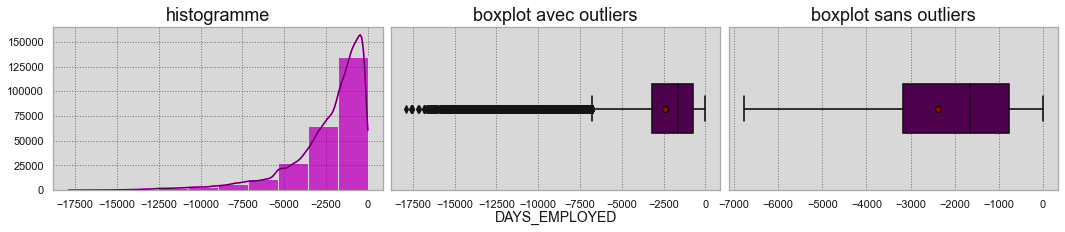 histogramme
boxplot avec outliers
boxplot sans outliers
150000
125000
100000
75000
50000
25000
0
−17500 −15000 −12500 −10000 −7500 −5000 −2500 0
−17500 −15000 −12500 −10000 −7500 −5000 −2500 0
−7000 −6000 −5000 −4000 −3000 −2000 −1000 0
DAYS_EMPLOYED